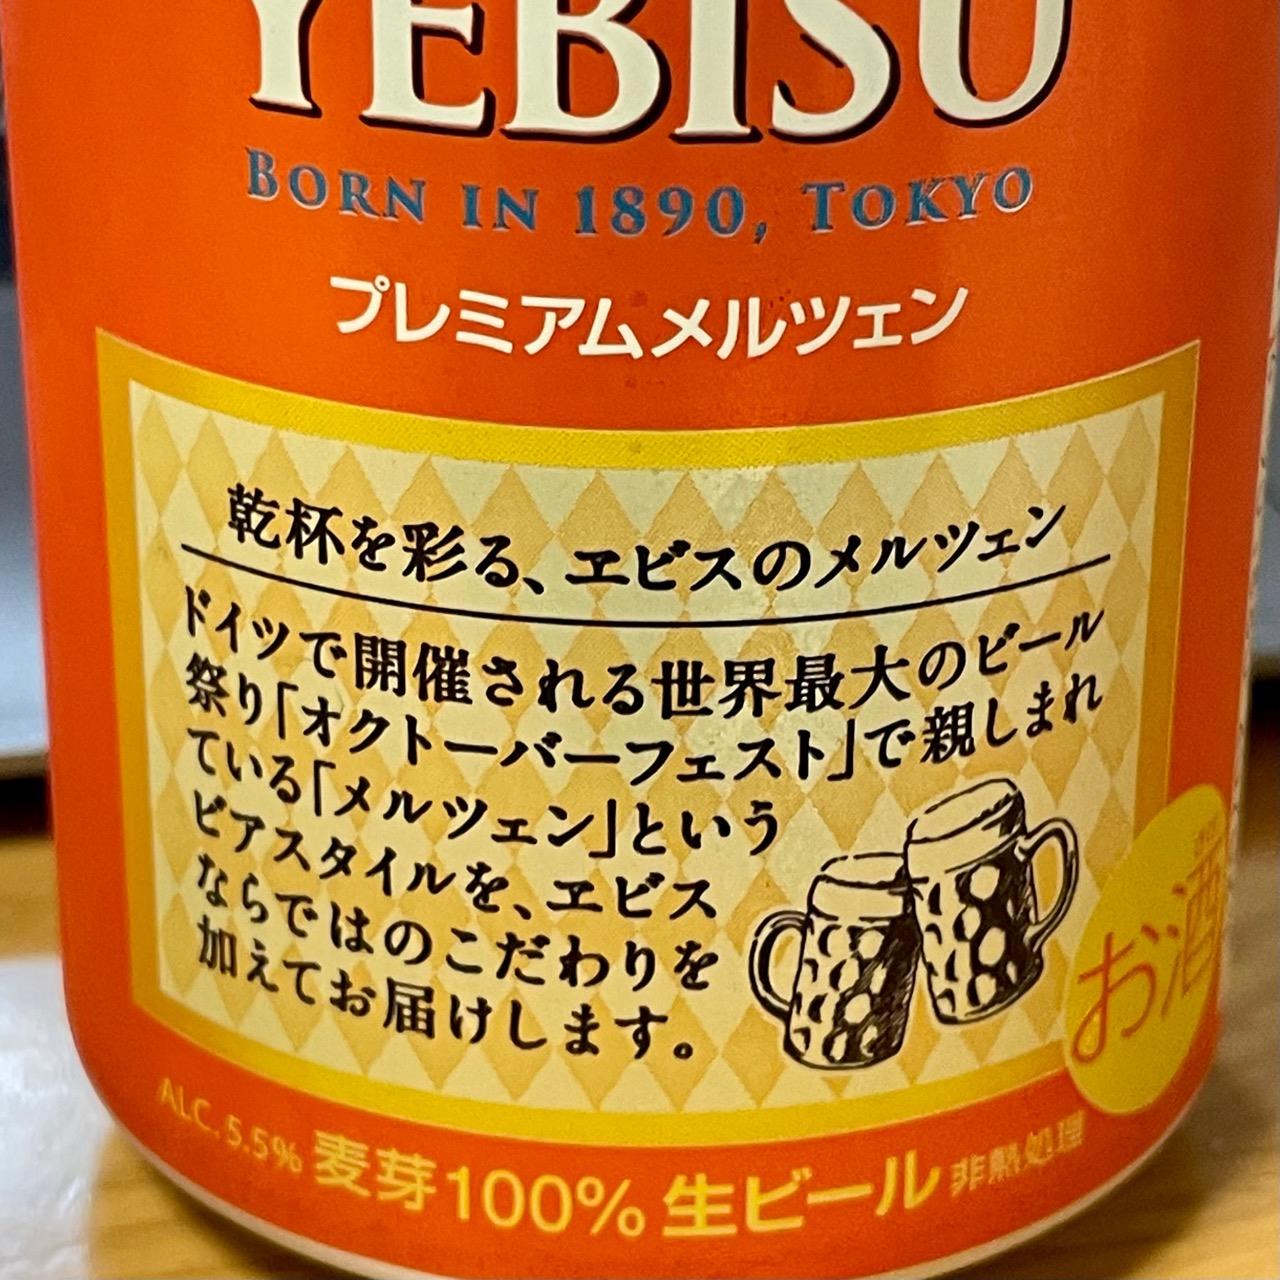 YEBISU
BORN IN 1890, TOKYO
プレミアムメルツェン
乾杯を彩る、ヱビスのメルツェン
ドイツで開催される世界最大のビール
祭り「オクトーバーフェスト」で親しまれ
ている「メルツェン」という
ビアスタイルを、ヱビス
ならではのこだわりを
加えてお届けします。
お酒
ALC. 5.5% 麦芽100% 生ビール 非熱処理